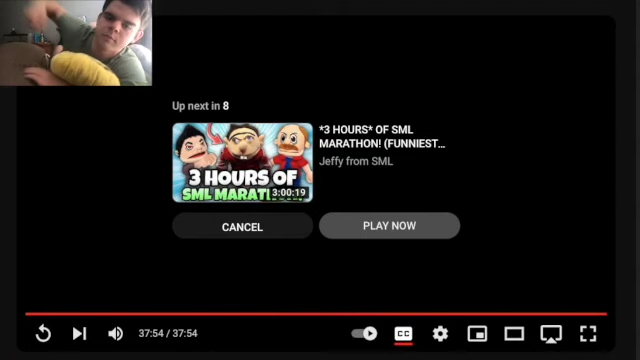 Up next in 8
*3 HOURS* OF SML
MARATHON! (FUNNIEST...
Jeffy from SML
3 HOURS OF
SML MARAT
3:00:19
CANCEL
PLAY NOW
37:54 / 37:54
CC